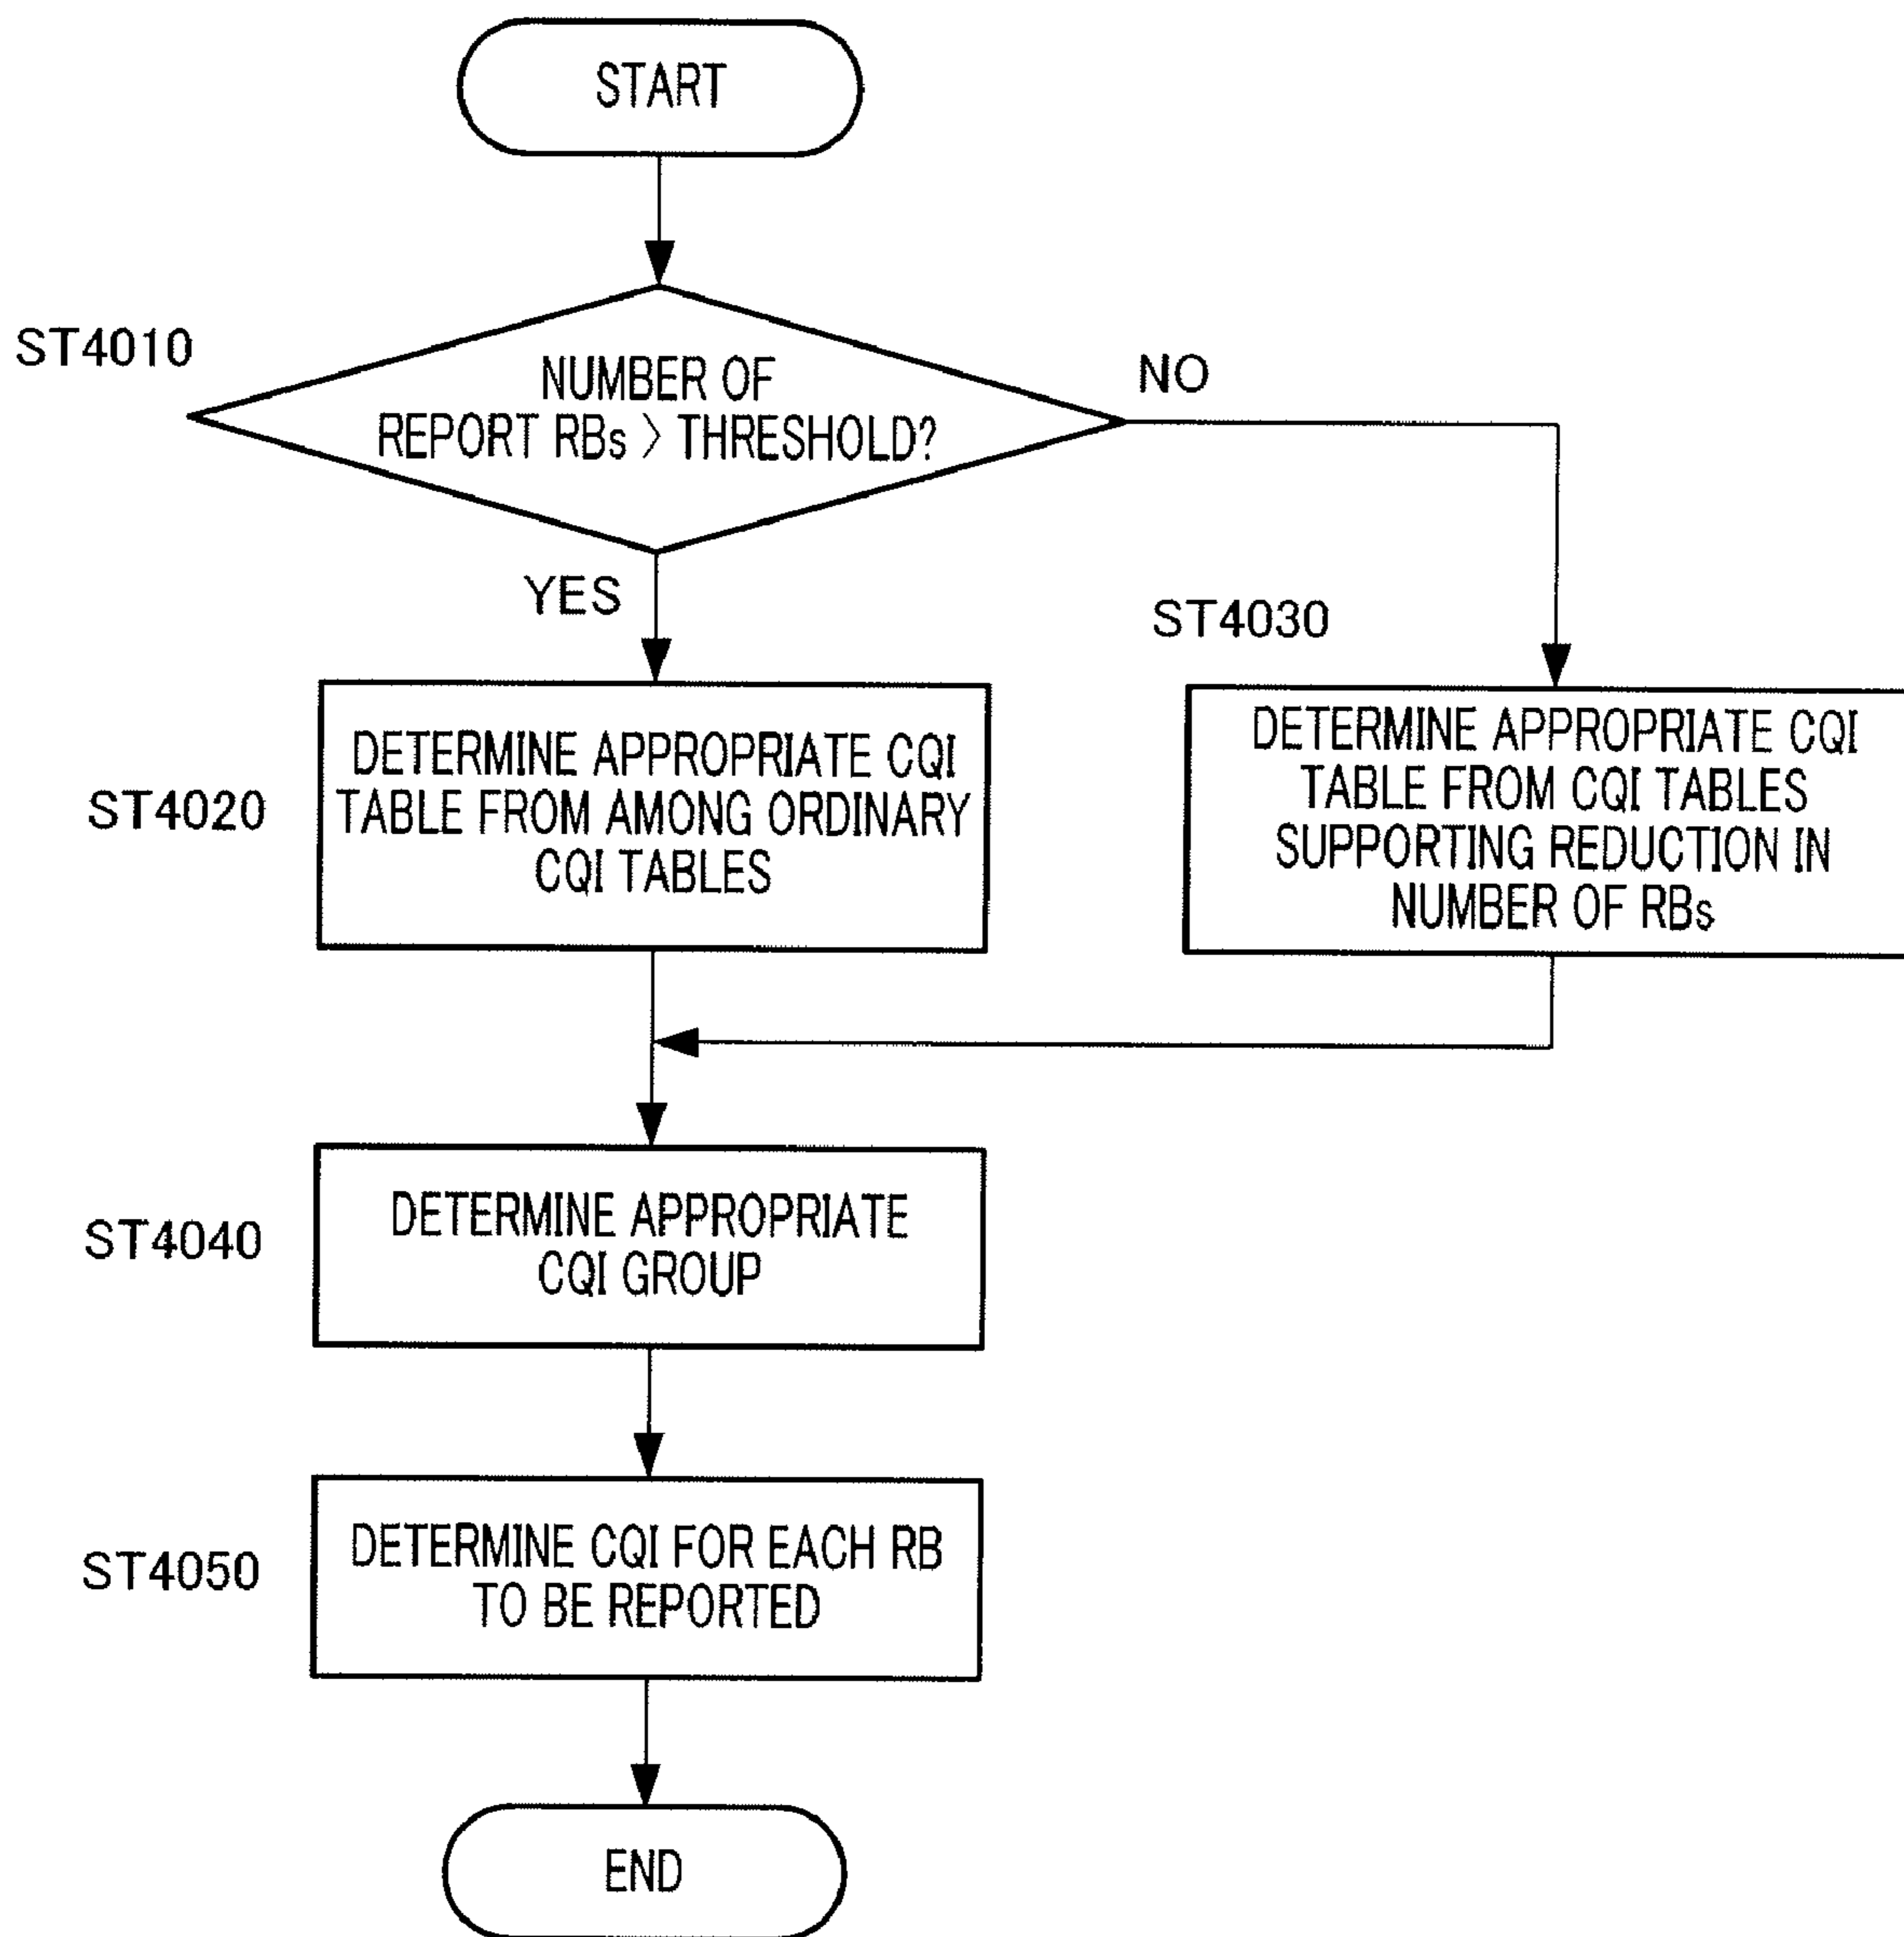 START
ST4010
NUMBER OF
REPORT RBs > THRESHOLD?
NO
YES
ST4020
DETERMINE APPROPRIATE CQI
TABLE FROM AMONG ORDINARY
CQI TABLES
ST4030
DETERMINE APPROPRIATE CQI
TABLE FROM CQI TABLES
SUPPORTING REDUCTION IN
NUMBER OF RBs
ST4040
DETERMINE APPROPRIATE
CQI GROUP
ST4050
DETERMINE CQI FOR EACH RB
TO BE REPORTED
END